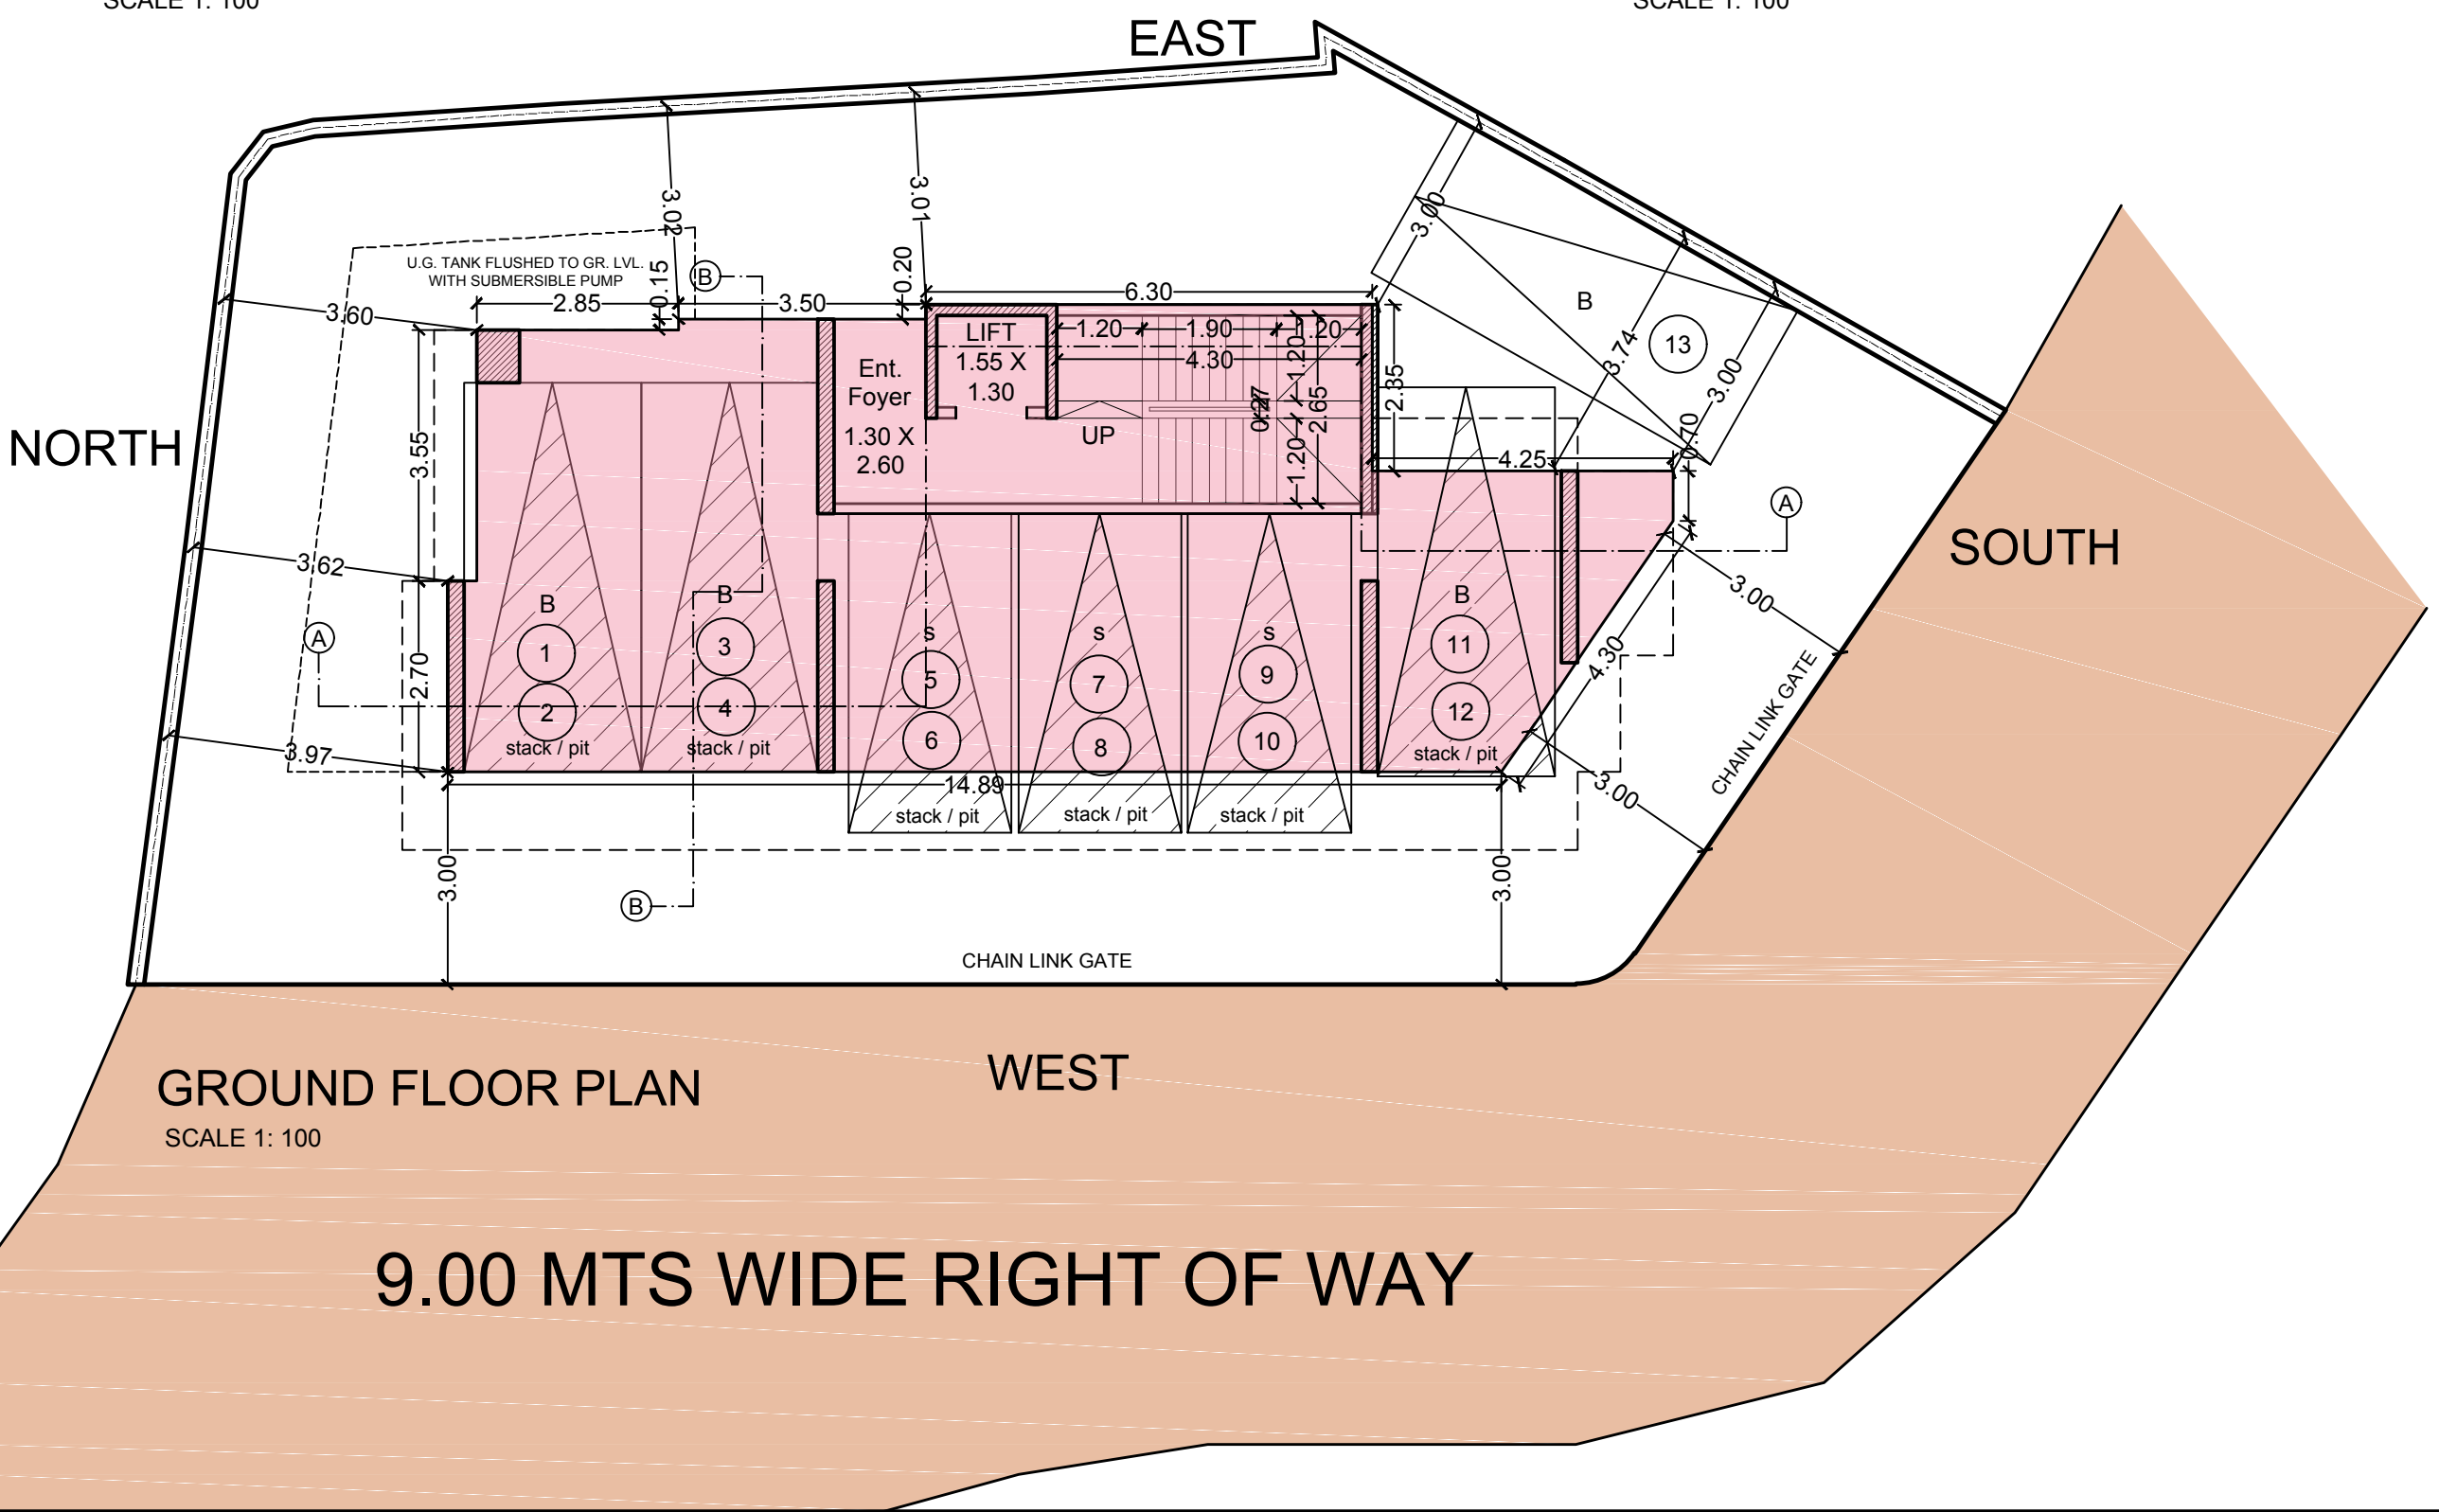 SCALE 1: 100
SCALE 1: 100
EAST
3.02
3.01
3.00
U.G. TANK FLUSHED TO GR. LVL.
WITH SUBMERSIBLE PUMP
0.15
B
0.20
2.85
3.50
6.30
B
3.60
LIFT
1.55 X
1.30
1.20
1.90
1.20
4.30
1.20
3.74
13
3.00
Ent.
Foyer
1.30 X
2.60
2.35
2.65
NORTH
3.55
UP
1.20
4.25
0.70
A
SOUTH
3.62
3.00
B
B
B
s
s
s
A
1
3
5
7
9
11
4.30
2.70
2
4
6
8
10
12
CHAIN LINK GATE
3.97
stack / pit
stack / pit
stack / pit
14.89
3.00
stack / pit
stack / pit
stack / pit
3.00
3.00
B
CHAIN LINK GATE
WEST
GROUND FLOOR PLAN
SCALE 1: 100
9.00 MTS WIDE RIGHT OF WAY